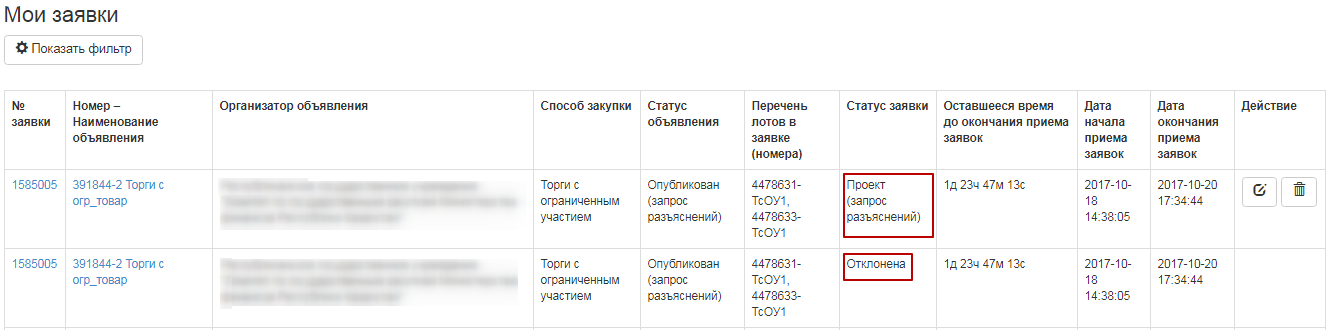 Мои заявки
Показать фильтр
№
заявки
Номер –
Наименование
объявления
Организатор объявления
Способ закупки
Статус
объявления
Перечень
лотов в
заявке
(номера)
Статус заявки
Оставшееся время
до окончания приема
заявок
Дата
начала
приема
заявок
Дата
окончания
приема
заявок
Действие
1585005
391844-2 Торги с
огр_товар
Торги с
ограниченным
участием
Опубликован
(запрос
разъяснений)
4478631-
ТсОУ1,
4478633-
ТсОУ1
Проект
(запрос
разъяснений)
1д 23ч 47м 13с
2017-10-
18
14:38:05
2017-10-20
17:34:44
1585005
391844-2 Торги с
огр_товар
Торги с
ограниченным
участием
Опубликован
(запрос
разъяснений)
4478631-
ТсОУ1,
4478633-
ТсОУ1
Отклонена
1д 23ч 47м 13с
2017-10-
18
14:38:05
2017-10-20
17:34:44